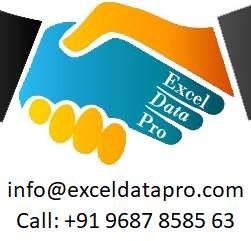 Excel
Data
Pro
info@exceldatapro.com
Call: +91 9687 8585 63